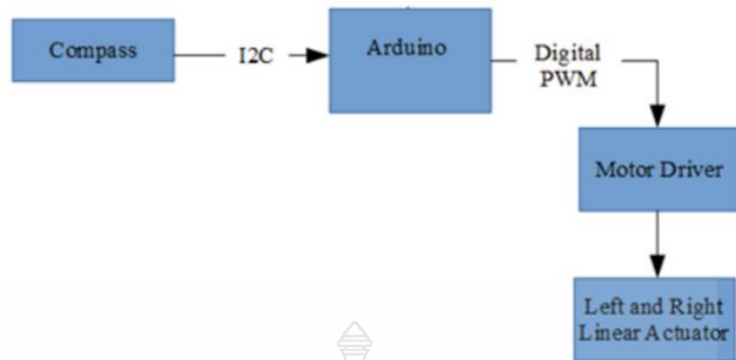 Compass
I2C
Arduino
Digital
PWM
Motor Driver
Left and Right
Linear Actuator